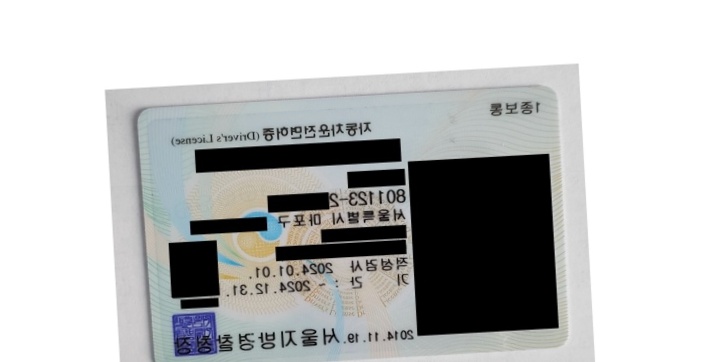 1종보통
자동차운전면허증 (Driver's License)
801123-2
서울특별시 마포구
적성검사 2024.01.01.
기 간 : ~ 2024.12.31.
2014.11.19. 서울지방경찰청장